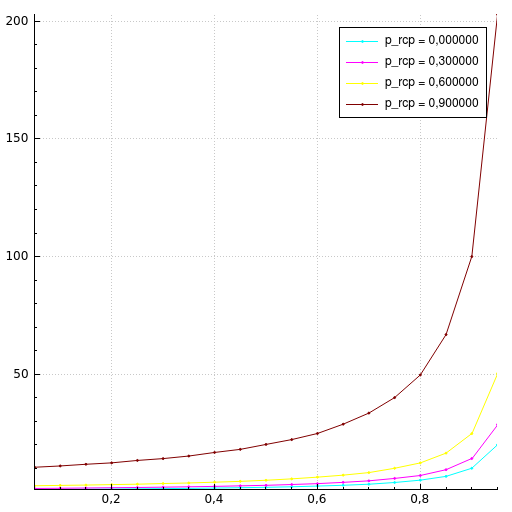 200
p_rcp = 0,000000
p_rcp = 0,300000
p_rcp = 0,600000
p_rcp = 0,900000
150
100
50
0,2 0,4 0,6 0,8